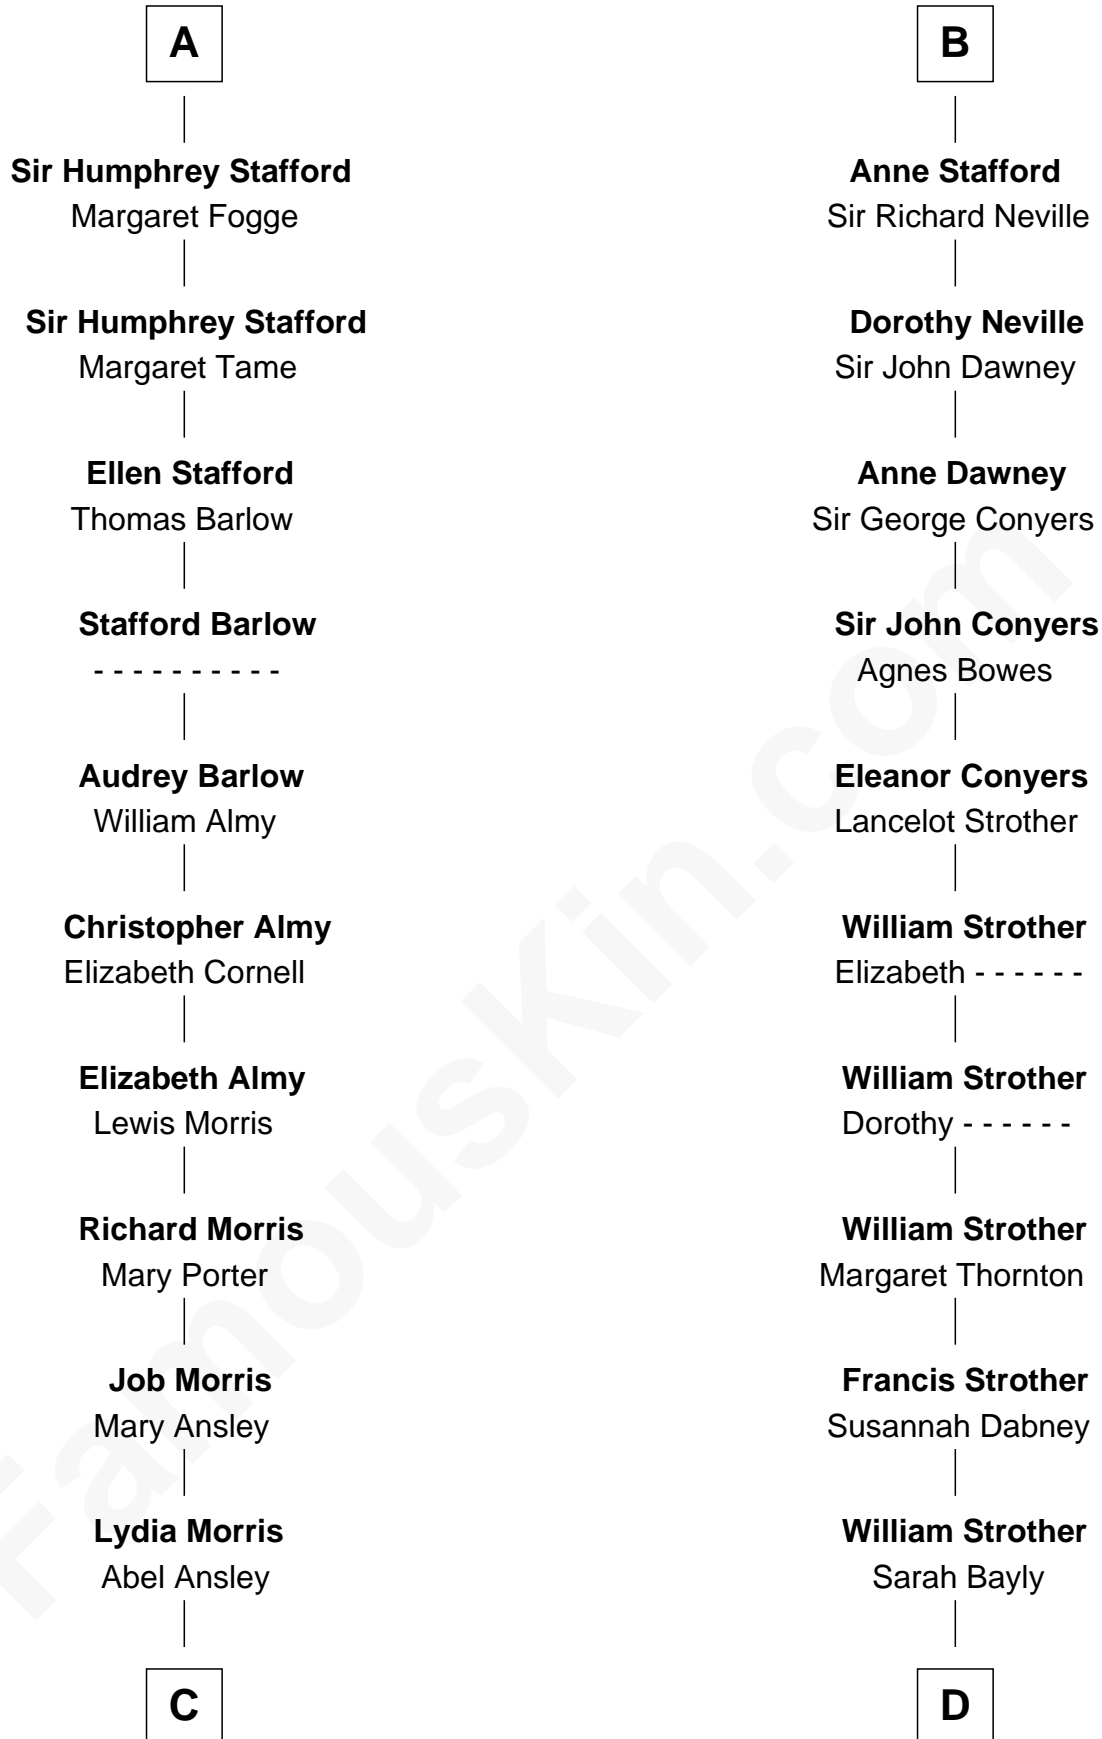 A
Sir Humphrey Stafford
Margaret Fogge
Sir Humphrey Stafford
Margaret Tame
Ellen Stafford
Thomas Barlow
Stafford Barlow
- - - - - - - - - -
Audrey Barlow
William Almy
Christopher Almy
Elizabeth Cornell
Elizabeth Almy
Lewis Morris
Richard Morris
Mary Porter
Job Morris
Mary Ansley
Lydia Morris
Abel Ansley
C
B
Anne Stafford
Sir Richard Neville
Dorothy Neville
Sir John Dawney
Anne Dawney
Sir George Conyers
Sir John Conyers
Agnes Bowes
Eleanor Conyers
Lancelot Strother
William Strother
Elizabeth - - - - - -
William Strother
Dorothy - - - - - -
William Strother
Margaret Thornton
Francis Strother
Susannah Dabney
William Strother
Sarah Bayly
D
FamousKin.com